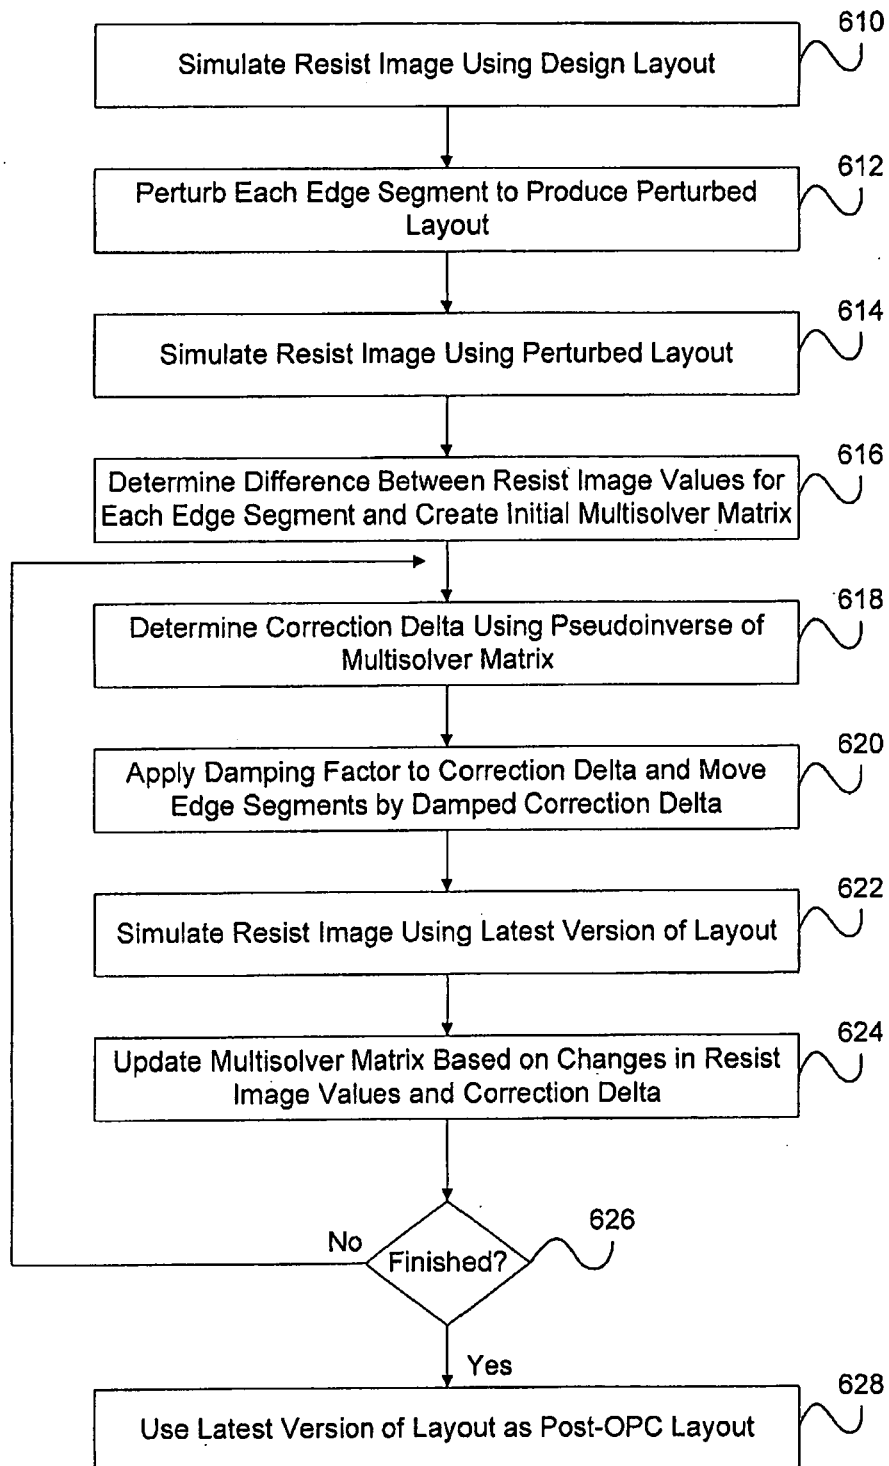 610
Simulate Resist Image Using Design Layout
612
Perturb Each Edge Segment to Produce Perturbed
Layout
614
Simulate Resist Image Using Perturbed Layout
616
Determine Difference Between Resist Image Values for
Each Edge Segment and Create Initial Multisolver Matrix
618
Determine Correction Delta Using Pseudoinverse of
Multisolver Matrix
620
Apply Damping Factor to Correction Delta and Move
Edge Segments by Damped Correction Delta
622
Simulate Resist Image Using Latest Version of Layout
624
Update Multisolver Matrix Based on Changes in Resist
Image Values and Correction Delta
626
No
Finished?
Yes
628
Use Latest Version of Layout as Post-OPC Layout